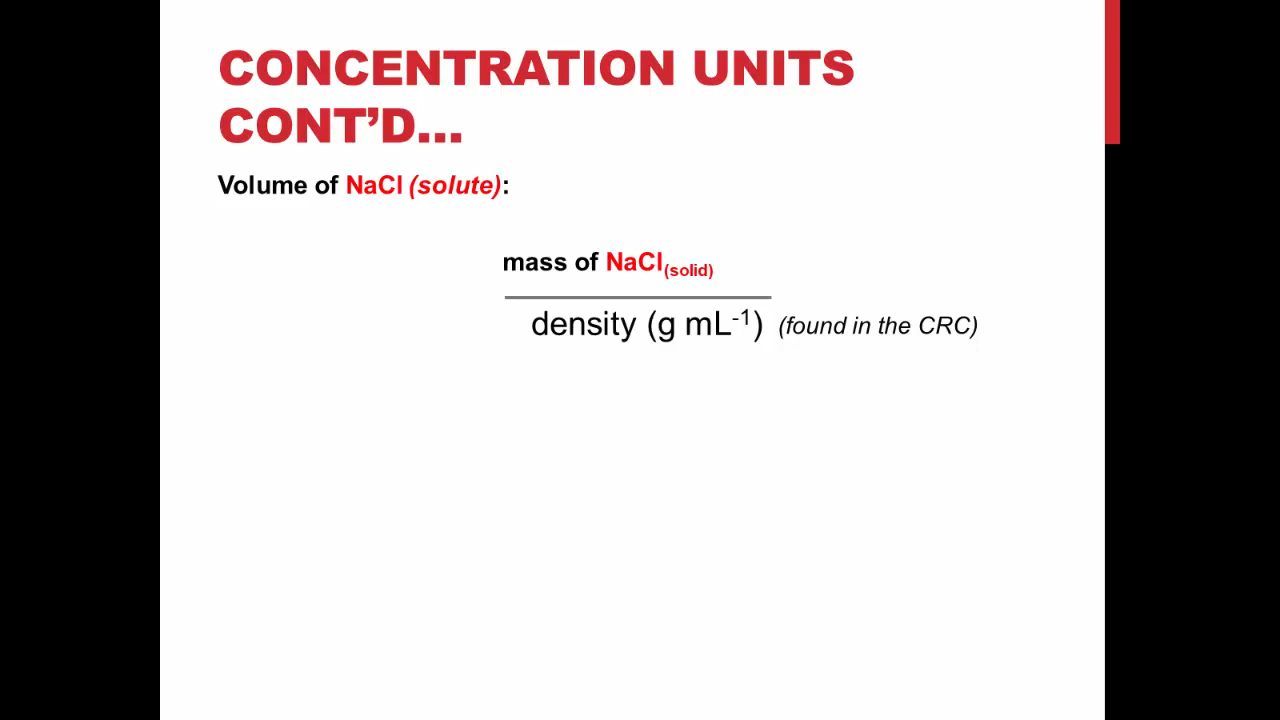 CONCENTRATION UNITS
CONT’D…
Volume of NaCl (solute):
mass of NaCl(solid)
density (g mL-1) (found in the CRC)